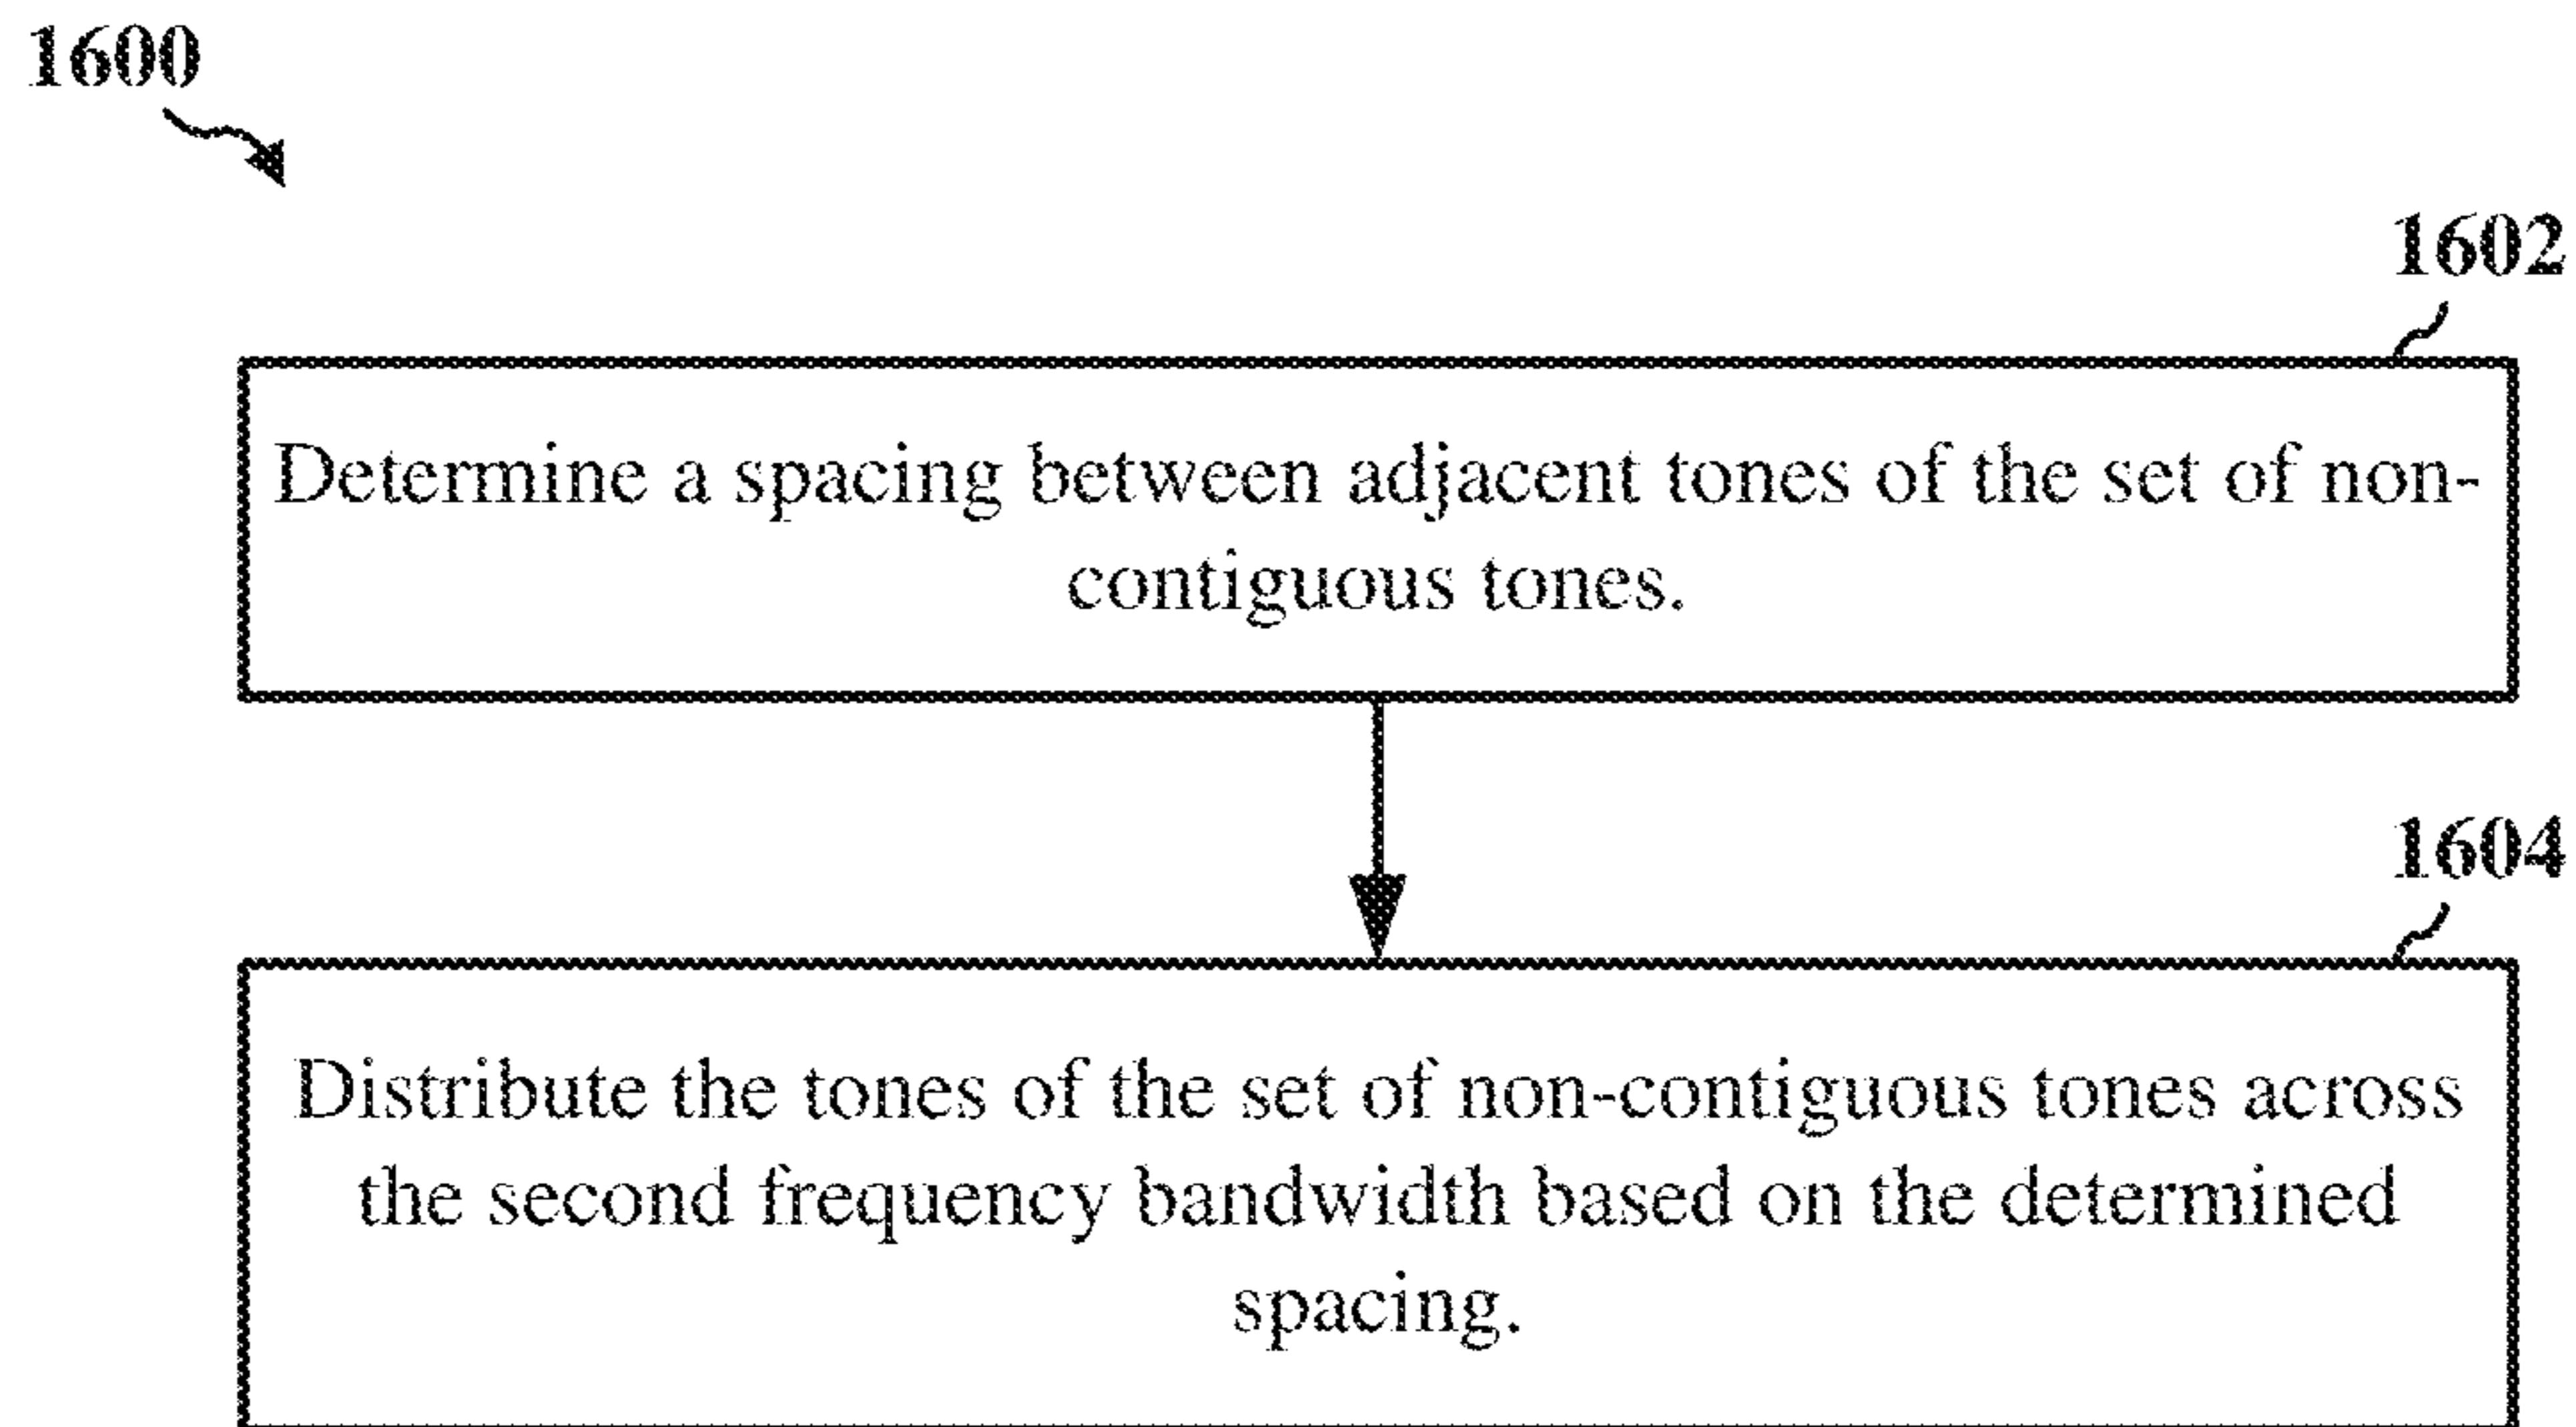 1600
1602
Determine a spacing between adjacent tones of the set of non-
contiguous tones.
1604
Distribute the tones of the set of non-contiguous tones across
the second frequency bandwidth based on the determined
spacing.